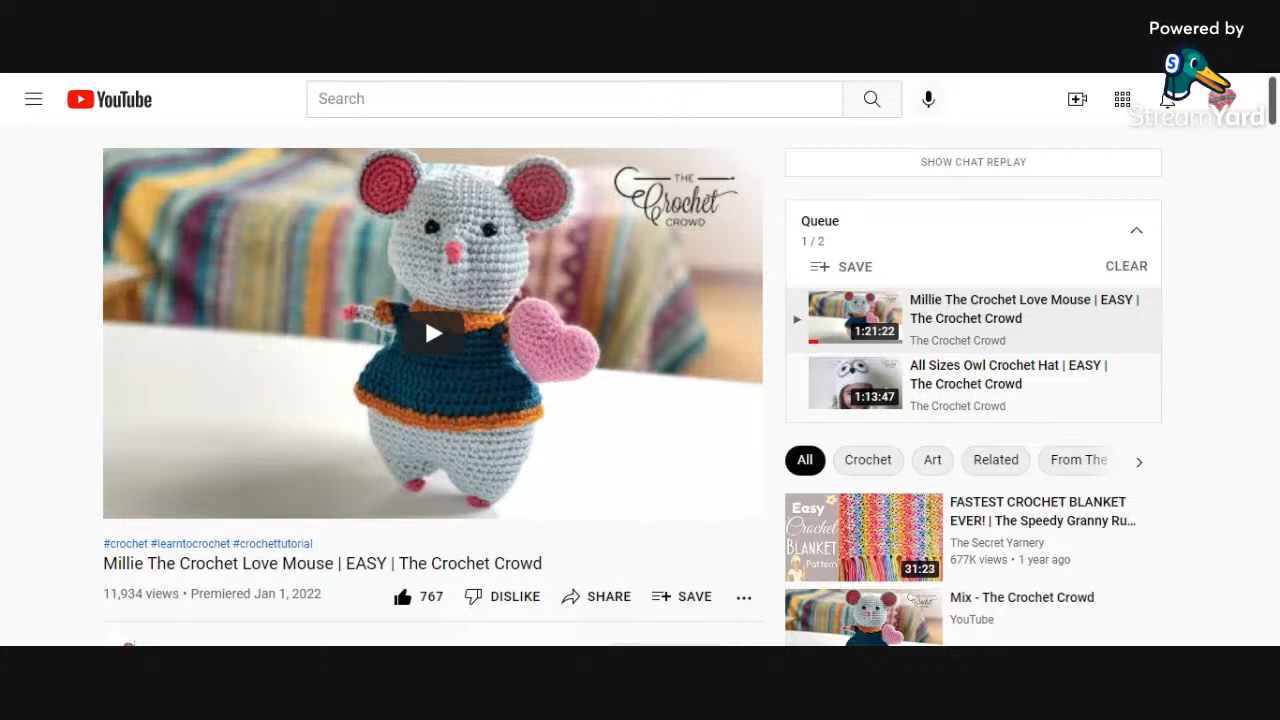 Powered by
StreamYard
YouTube
Search
THE
Crochet
CROWD
#crochet #learntocrochet #crochettutorial
Millie The Crochet Love Mouse | EASY | The Crochet Crowd
11,934 views • Premiered Jan 1, 2022
767
DISLIKE
SHARE
SAVE
SHOW CHAT REPLAY
Queue
1 / 2
SAVE
CLEAR
Millie The Crochet Love Mouse | EASY |
The Crochet Crowd
The Crochet Crowd
1:21:22
All Sizes Owl Crochet Hat | EASY |
The Crochet Crowd
The Crochet Crowd
1:13:47
All
Crochet
Art
Related
From The
Easy
Crochet
BLANKET
Pattern
31:23
FASTEST CROCHET BLANKET
EVER! | The Speedy Granny Ru...
The Secret Yarnery
677K views • 1 year ago
Mix - The Crochet Crowd
YouTube